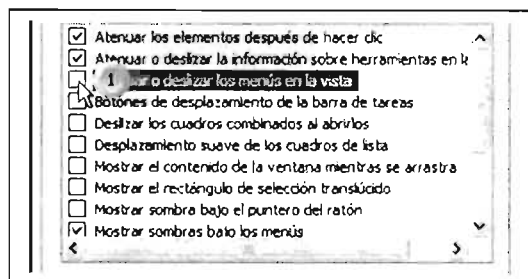 Atenuar los elementos después de hacer clic
Atenuar o deslizar la información sobre herramientas en l
1 ar o deslizar los menús en la vista
Botones de desplazamiento de la barra de tareas
Deslizar los cuadros combinados al abrirlos
Desplazamiento suave de los cuadros de lista
Mostrar el contenido de la ventana mientras se arrastra
Mostrar el rectángulo de selección translúcido
Mostrar sombra bajo el puntero del ratón
Mostrar sombras bajo los menús